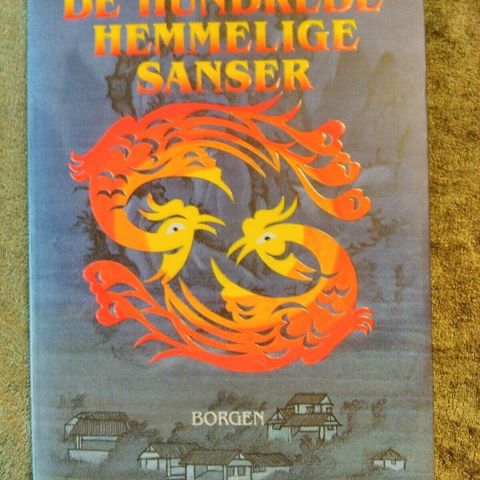 DE HUNDREDE
HEMMELIGE
SANSER
BORGEN